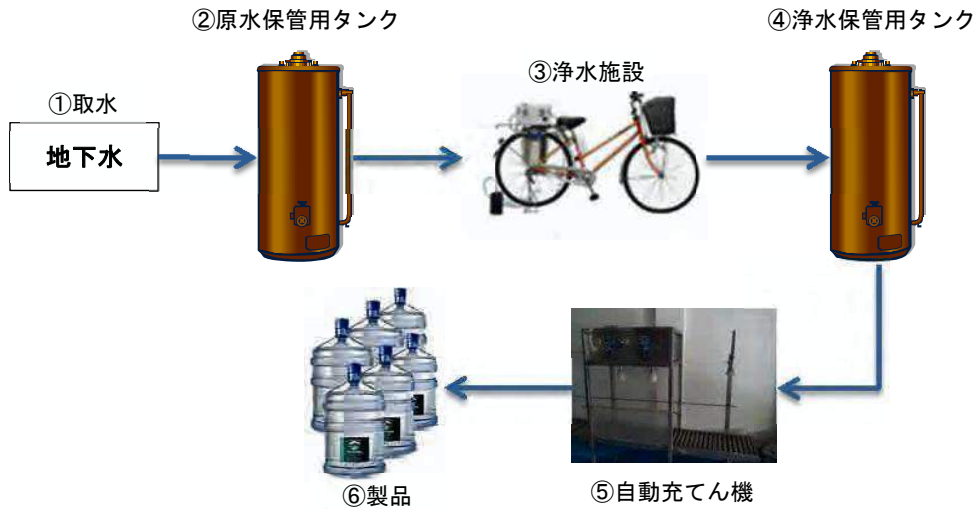 ②原水保管用タンク
④浄水保管用タンク
③浄水施設
①取水
地下水
⑥製品
⑤自動充てん機